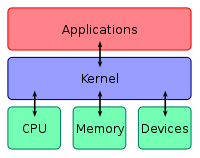 Applications
Kernel
CPU
Memory
Devices